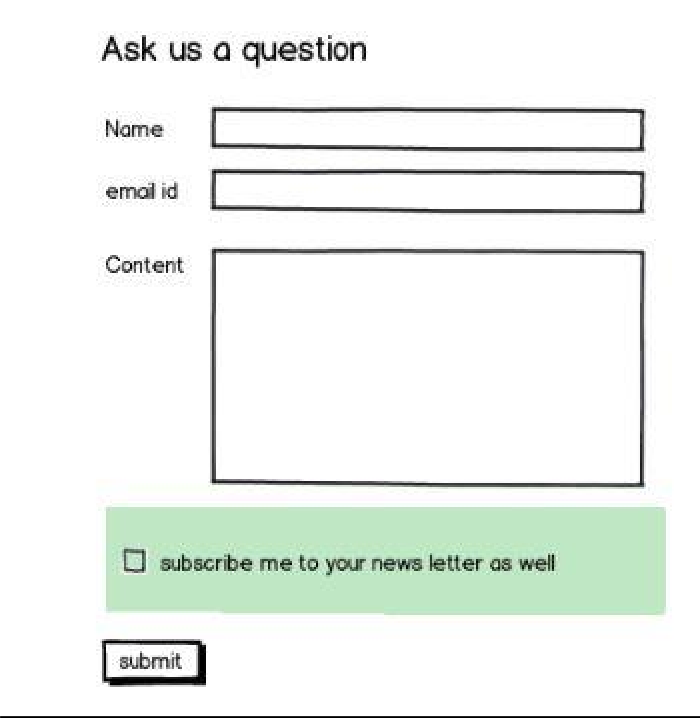 Ask us a question
Name
email id
Content
subscribe me to your news letter as well
submit